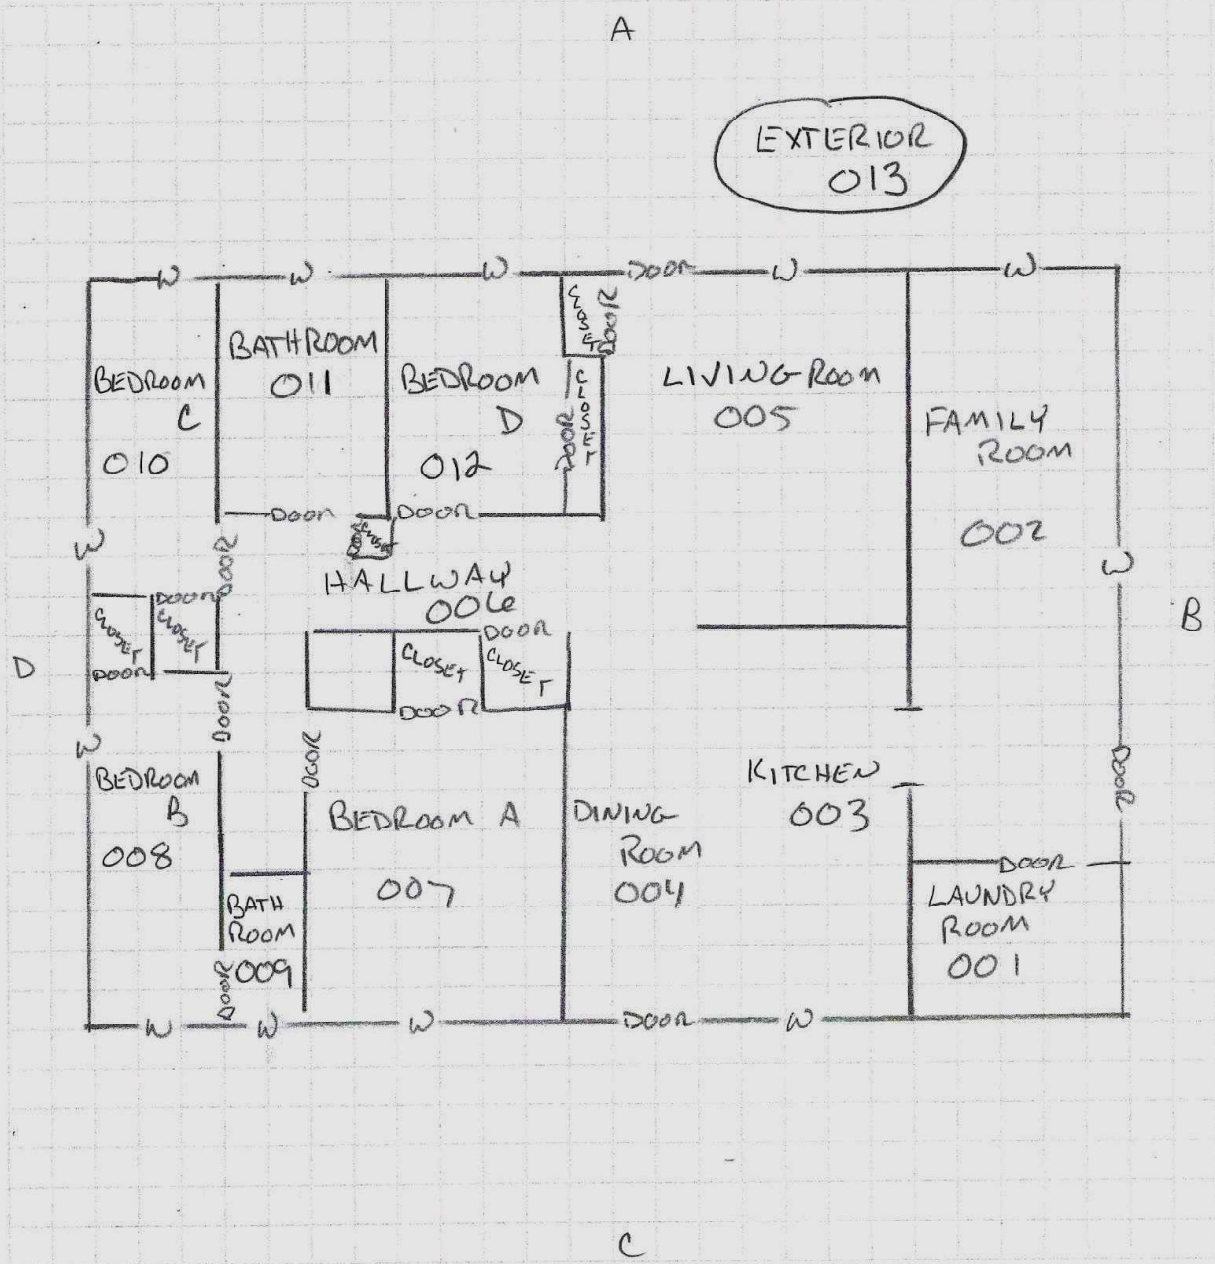 A
EXTERIOR
013
W
W
W
DOOR
W
W
CLOSET
DOOR
BEDROOM
C
010
BATHROOM
011
BEDROOM
D
012
DOOR
CLOSET
LIVING ROOM
005
FAMILY
ROOM
002
W
DOOR
DOOR
DOOR
DOOR
CLOSET
W
HALLWAY
006
B
D
DOOR
CLOSET
CLOSET
DOOR
DOOR
CLOSET
CLOSET
DOOR
DOOR
W
DOOR
BEDROOM
B
008
BEDROOM A
007
DINING
ROOM
004
KITCHEN
003
DOOR
DOOR
LAUNDRY
ROOM
001
BATH
ROOM
009
DOOR
W
W
W
DOOR
W
C